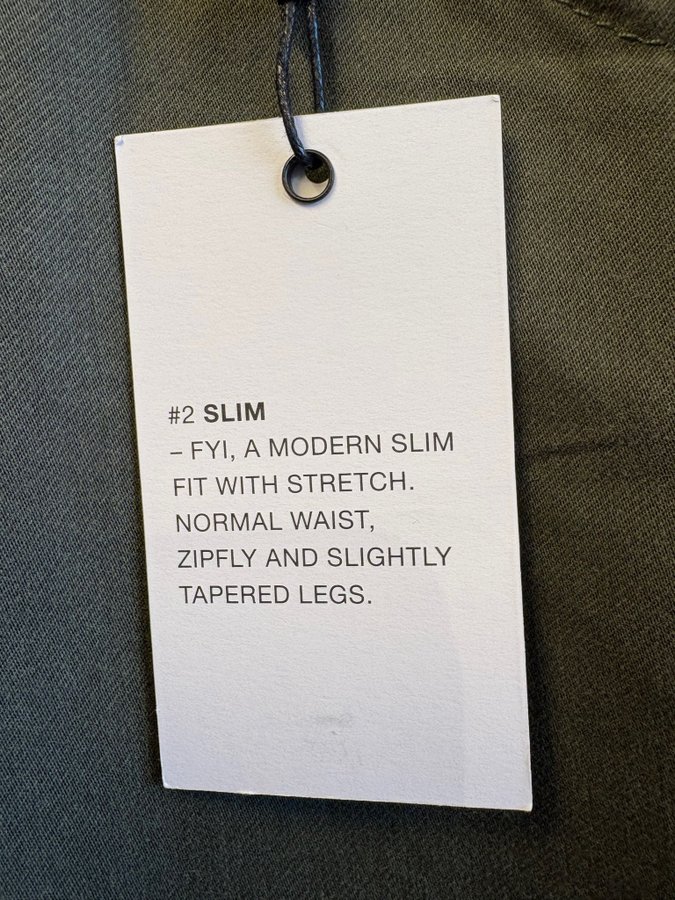 #2 SLIM
– FYI, A MODERN SLIM
FIT WITH STRETCH.
NORMAL WAIST,
ZIPFLY AND SLIGHTLY
TAPERED LEGS.